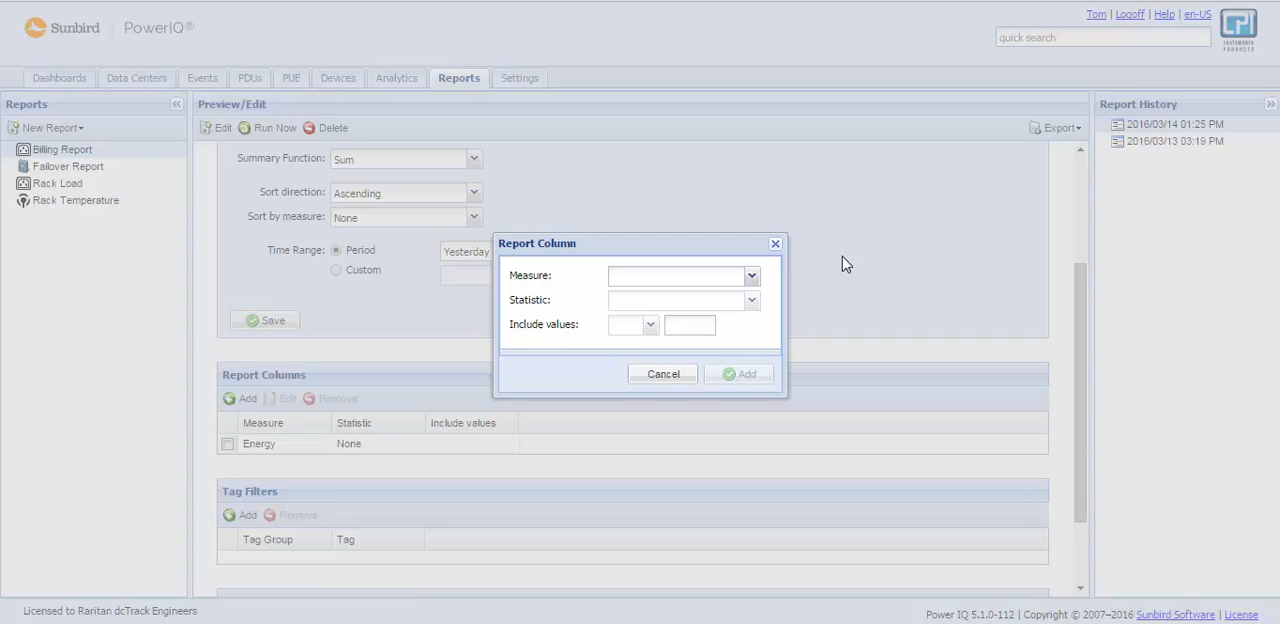 Sunbird PowerIQ®
Tom | Logoff | Help | en-US
quick search
CPI
CHATSWORTH
PRODUCTS
Dashboards Data Centers Events PDUs PUE Devices Analytics Reports Settings
Reports
New Report
Billing Report
Failover Report
Rack Load
Rack Temperature
Preview/Edit
Edit Run Now Delete Export
Summary Function: Sum
Sort direction: Ascending
Sort by measure: None
Time Range: Period Yesterday
Custom
Save
Report Columns
Add Edit Remove
Measure Statistic Include values
Energy None
Tag Filters
Add Remove
Tag Group Tag
Report Column
Measure:
Statistic:
Include values:
Cancel Add
Report History
2016/03/14 01:25 PM
2016/03/13 03:19 PM
Licensed to Raritan dcTrack Engineers
Power IQ 5.1.0-112 | Copyright © 2007–2016 Sunbird Software | License